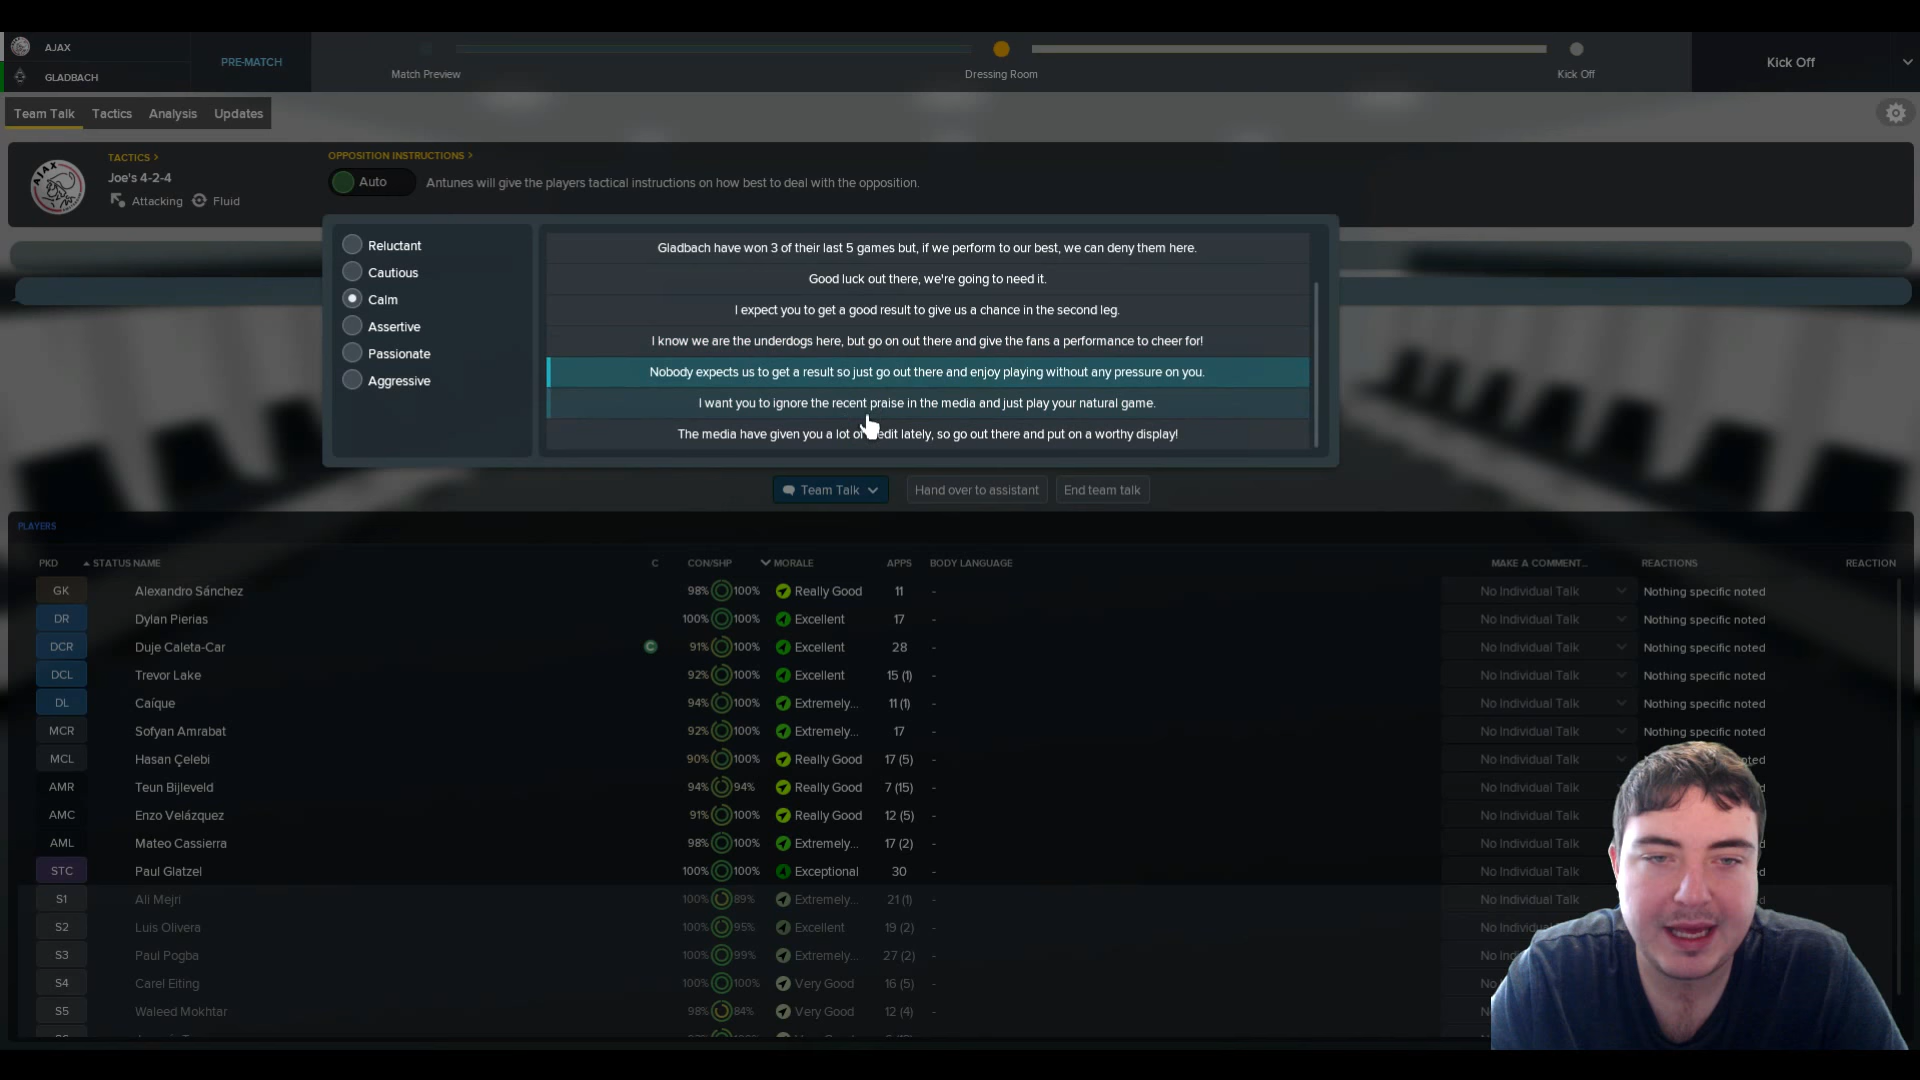 AJAX
GLADBACH
PRE-MATCH
Match Preview
Dressing Room
Kick Off
Kick Off
Team Talk Tactics Analysis Updates
TACTICS >
Joe's 4-2-4
Attacking Fluid
OPPOSITION INSTRUCTIONS >
Auto
Antunes will give the players tactical instructions on how best to deal with the opposition.
Reluctant
Cautious
Calm
Assertive
Passionate
Aggressive
Gladbach have won 3 of their last 5 games but, if we perform to our best, we can deny them here.
Good luck out there, we're going to need it.
I expect you to get a good result to give us a chance in the second leg.
I know we are the underdogs here, but go on out there and give the fans a performance to cheer for!
Nobody expects us to get a result so just go out there and enjoy playing without any pressure on you.
I want you to ignore the recent praise in the media and just play your natural game.
The media have given you a lot lately, so go out there and put on a worthy display!
Team Talk Hand over to assistant End team talk
PLAYERS
PKD STATUS NAME C CON/SHP MORALE APPS BODY LANGUAGE MAKE A COMMENT... REACTIONS REACTION
GK Alexandro Sánchez 98% 100% Really Good 11 - No Individual Talk Nothing specific noted
DR Dylan Pierias 100% 100% Excellent 17 - No Individual Talk Nothing specific noted
DCR Duje Caleta-Car C 91% 100% Excellent 28 - No Individual Talk Nothing specific noted
DCL Trevor Lake 92% 100% Excellent 15 (1) - No Individual Talk Nothing specific noted
DL Caíque 94% 100% Extremely... 11 (1) - No Individual Talk Nothing specific noted
MCR Sofyan Amrabat 92% 100% Extremely... 17 - No Individual Talk Nothing specific noted
MCL Hasan Çelebi 90% 100% Really Good 17 (5) - No Individual Talk
AMR Teun Bijleveld 94% 94% Really Good 7 (15) - No Individual Talk
AMC Enzo Velázquez 91% 100% Really Good 12 (5) - No Individual Talk
AML Mateo Cassierra 98% 100% Extremely... 17 (2) - No Individual Talk
STC Paul Glatzel 100% 100% Exceptional 30 - No Individual Talk
S1 Ali Mejri 100% 89% Extremely... 21 (1) - No Individual Talk
S2 Luis Olivera 100% 95% Excellent 19 (2) -
S3 Paul Pogba 100% 99% Extremely... 27 (2) -
S4 Carel Eiting 100% 100% Very Good 16 (5) -
S5 Waleed Mokhtar 98% 84% Very Good 12 (4) -